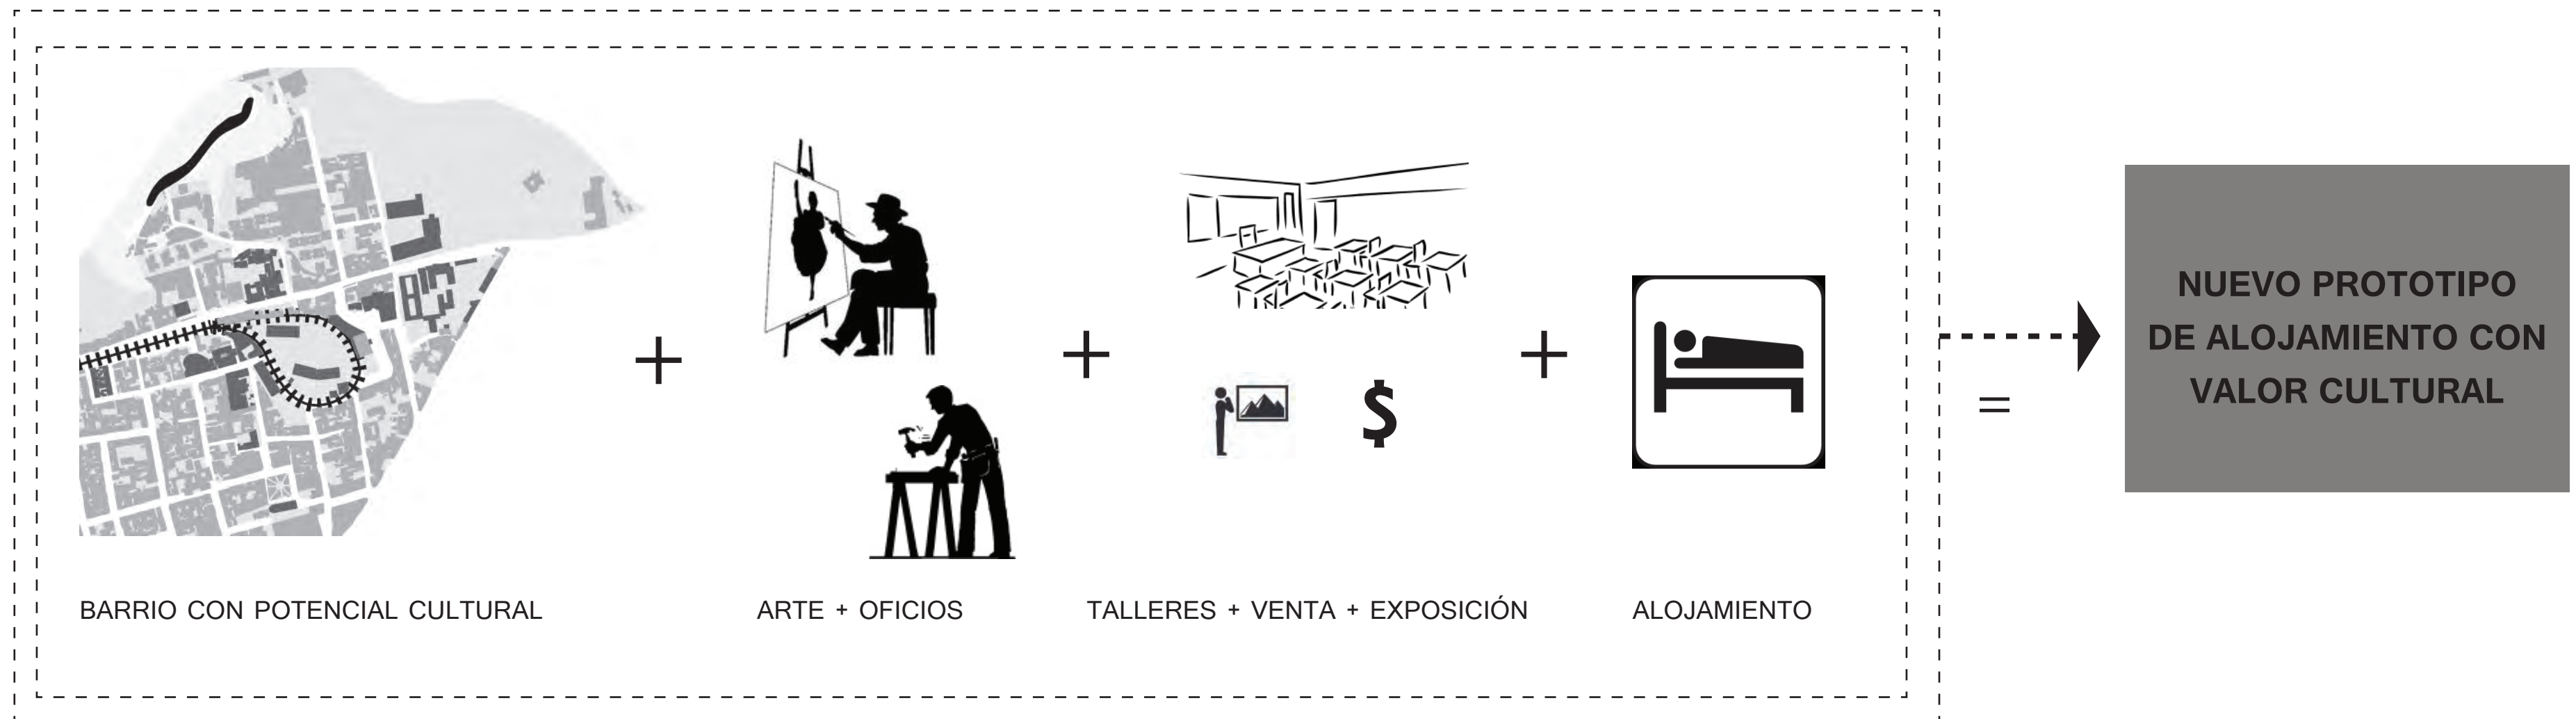 +
+
+
$
=
NUEVO PROTOTIPO
DE ALOJAMIENTO CON
VALOR CULTURAL
BARRIO CON POTENCIAL CULTURAL
ARTE + OFICIOS
TALLERES + VENTA + EXPOSICIÓN
ALOJAMIENTO